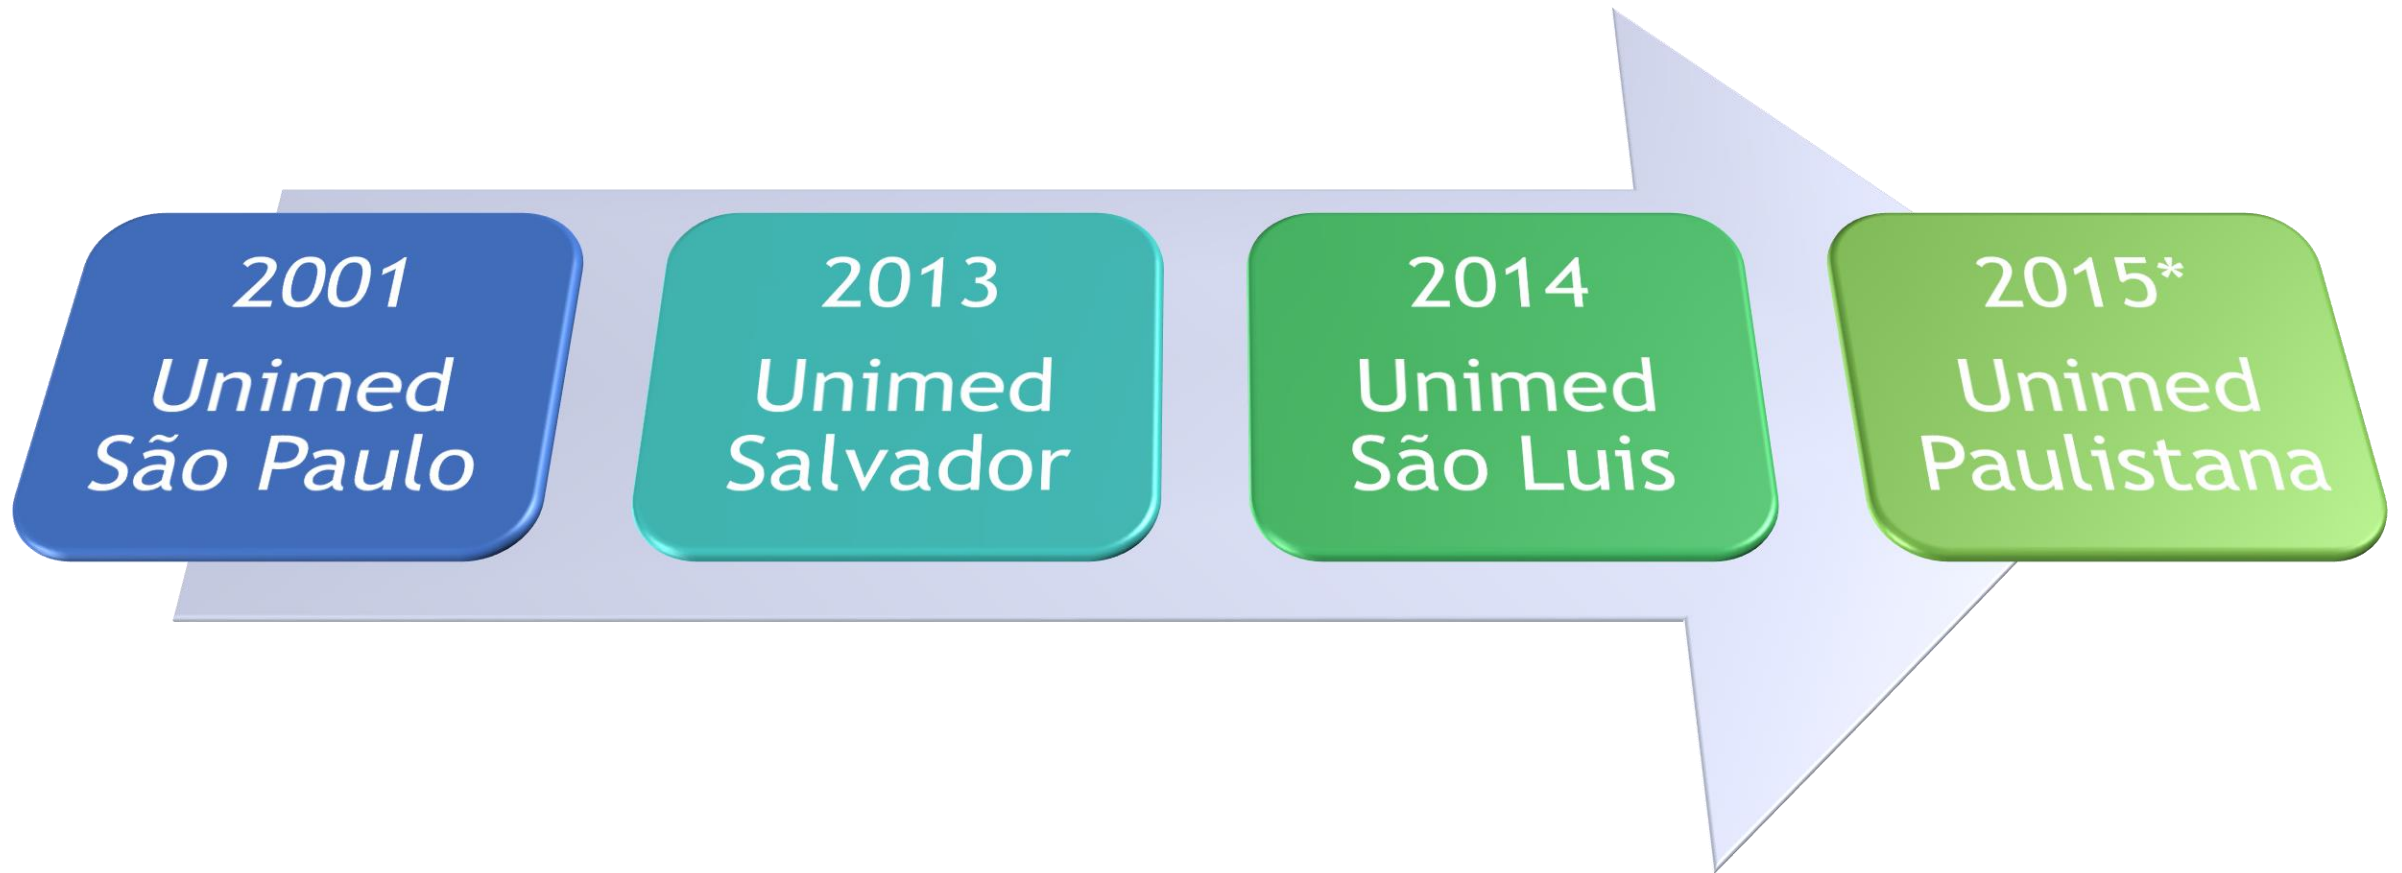 2001
Unimed
São Paulo
2013
Unimed
Salvador
2014
Unimed
São Luis
2015*
Unimed
Paulistana